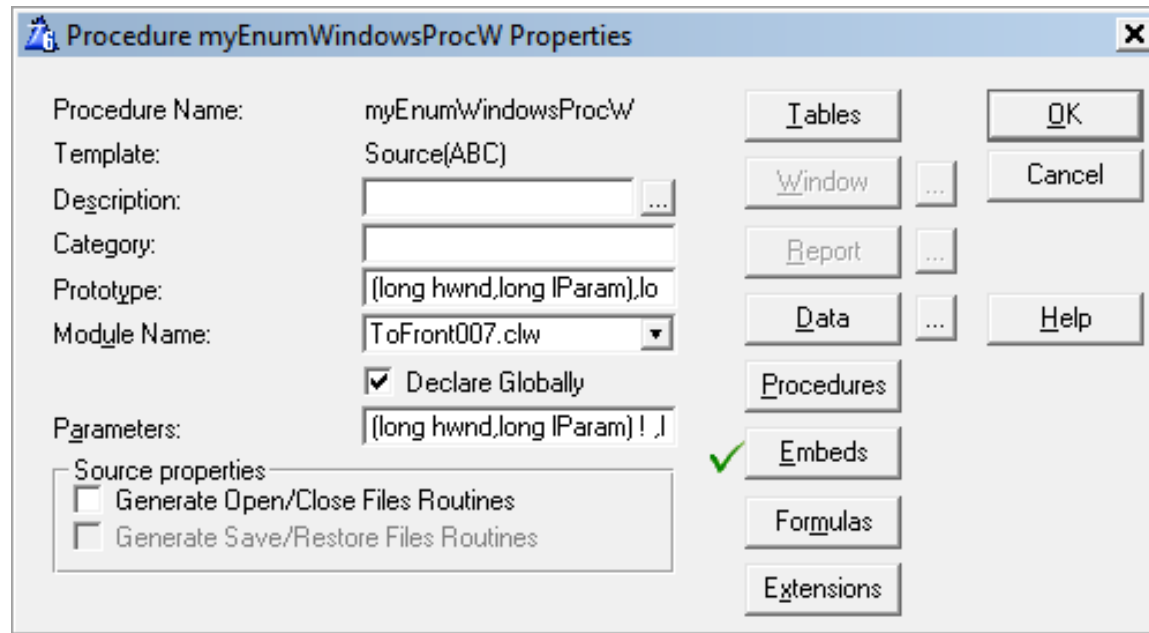 Procedure myEnumWindowsProcW Properties
Procedure Name: myEnumWindowsProcW
Template: Source(ABC)
Description: ...
Category:
Prototype: (long hwnd,long lParam),lo
Module Name: ToFront007.clw
Declare Globally
Parameters: (long hwnd,long lParam) ! ,l
Source properties
Generate Open/Close Files Routines
Generate Save/Restore Files Routines
Tables
Window ...
Report ...
Data ...
Procedures
Embeds
Formulas
Extensions
OK
Cancel
Help